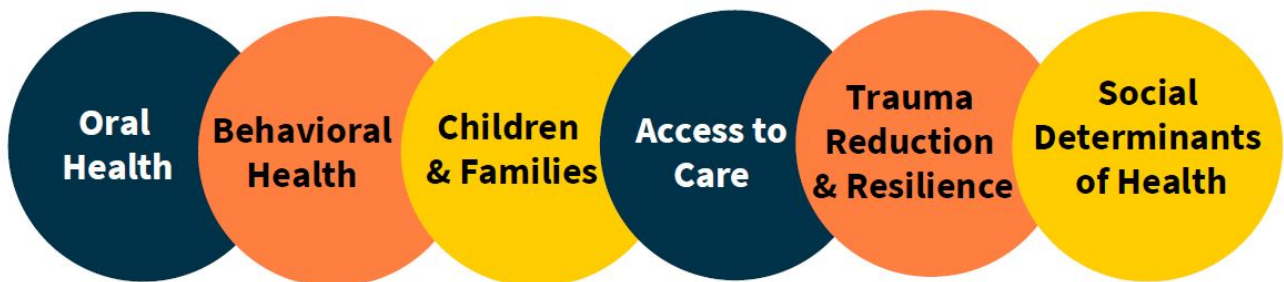 Oral
Health
Behavioral
Health
Children
& Families
Access to
Care
Trauma
Reduction
& Resilience
Social
Determinants
of Health